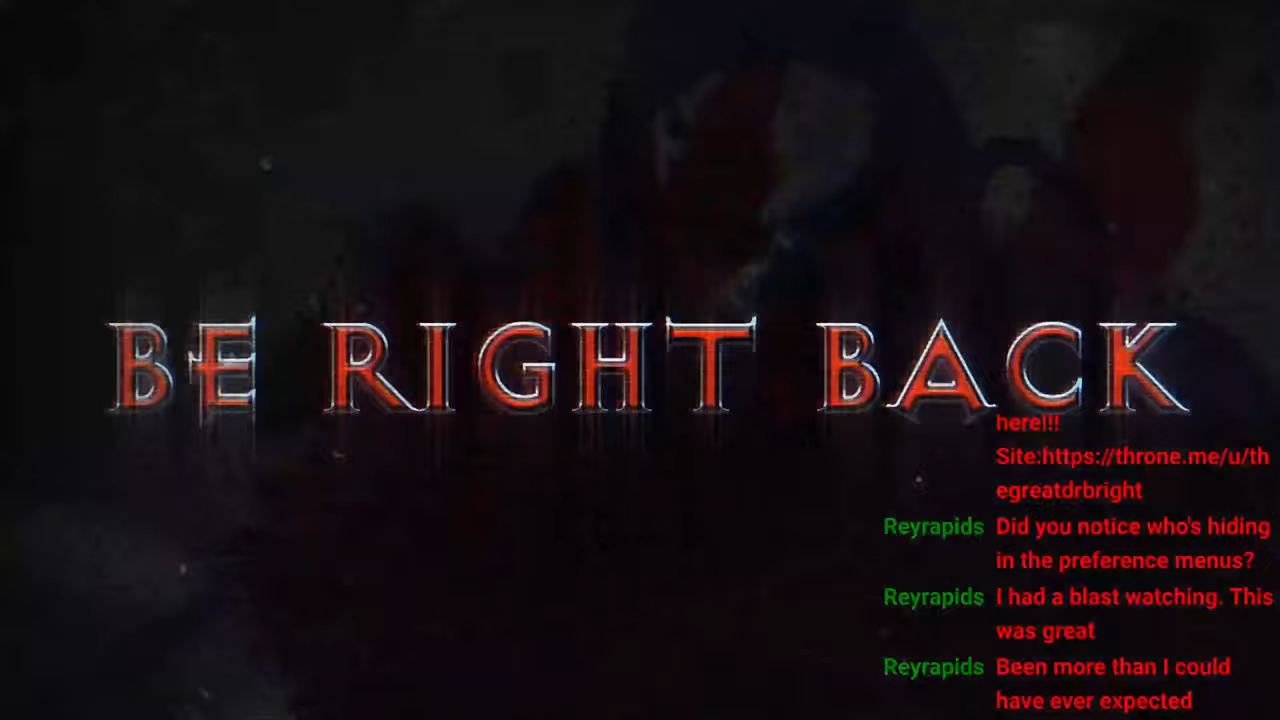 BE RIGHT BACK
here!!!
Site:https://throne.me/u/th
egreatdrbright
Reyrapids Did you notice who's hiding
in the preference menus?
Reyrapids I had a blast watching. This
was great
Reyrapids Been more than I could
have ever expected